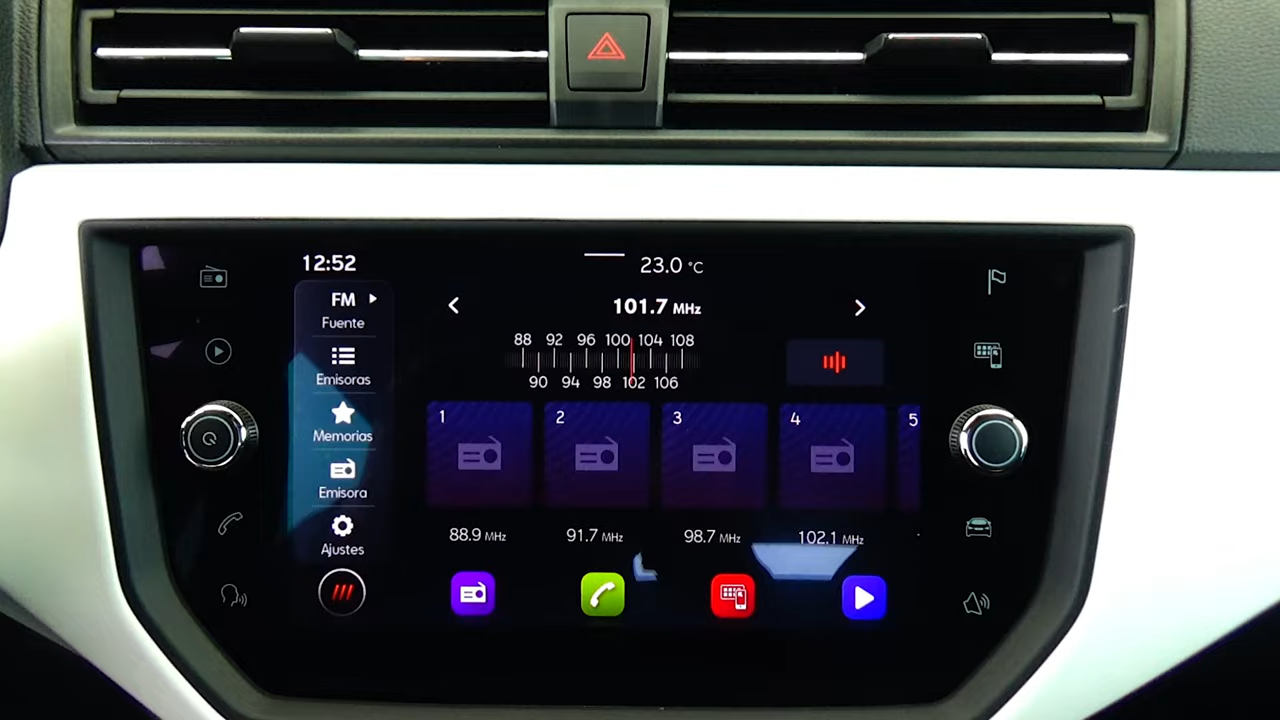 12:52
23.0 °C
FM
Fuente
101.7 MHz
Emisoras
88 92 96 100 104 108
90 94 98 102 106
Memorias
1 2 3 4 5
Emisora
Ajustes
88.9 MHz 91.7 MHz 98.7 MHz 102.1 MHz